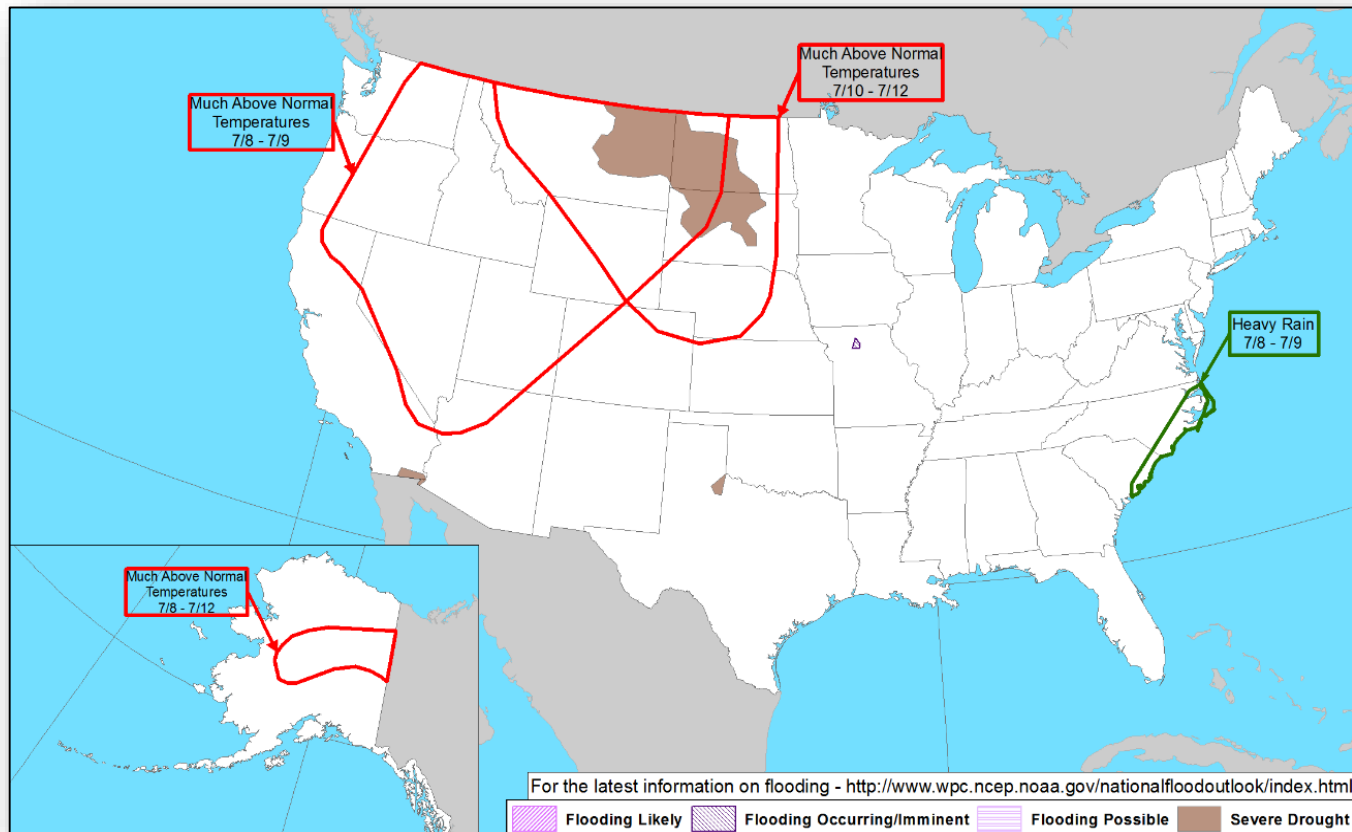 Much Above Normal
Temperatures
7/10 - 7/12
Much Above Normal
Temperatures
7/8 - 7/9
Heavy Rain
7/8 - 7/9
Much Above Normal
Temperatures
7/8 - 7/12
For the latest information on flooding - http://www.wpc.ncep.noaa.gov/nationalfloodoutlook/index.html
Flooding Likely
Flooding Occurring/Imminent
Flooding Possible
Severe Drought